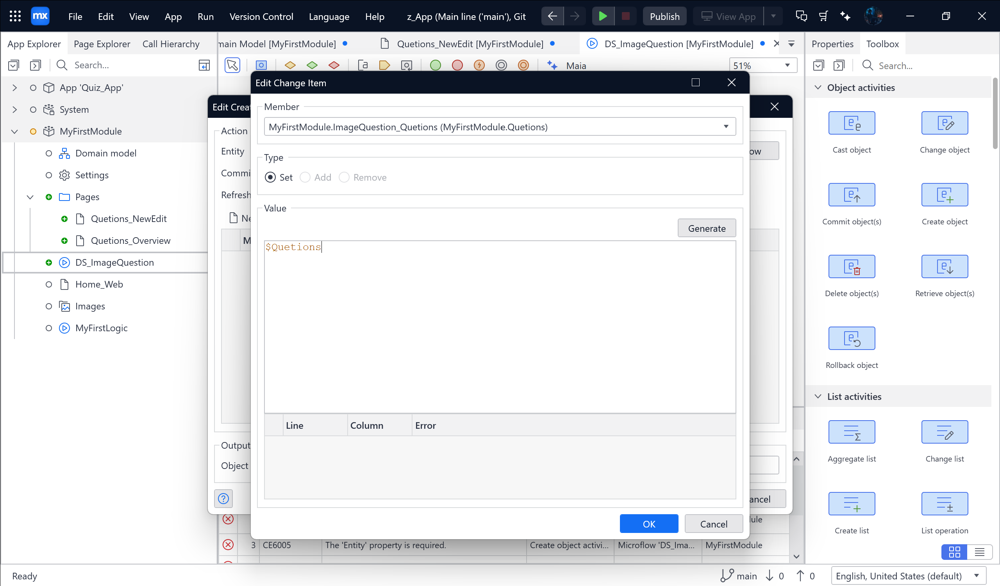 mx File Edit View App Run Version Control Language Help z_App (Main line ('main'), Git Publish View App
App Explorer Page Explorer Call Hierarchy main Model [MyFirstModule] Quetions_NewEdit [MyFirstModule] DS_ImageQuestion [MyFirstModule] Properties Toolbox
Search... Maia 51% Search...
App 'Quiz_App'
System
MyFirstModule
Domain model
Settings
Pages
Quetions_NewEdit
Quetions_Overview
DS_ImageQuestion
Home_Web
Images
MyFirstLogic
Edit Crea
Action
Entity
Commi
Refresh
Ne
M
Output
Object
ow
ancel
Edit Change Item
Member
MyFirstModule.ImageQuestion_Quetions (MyFirstModule.Quetions)
Type
Set Add Remove
Value
Generate
$Quetions
Line Column Error
OK Cancel
ule
3 CE6005 The 'Entity' property is required. Create object activi... Microflow 'DS_Ima... MyFirstModule
Object activities
Cast object Change object
Commit object(s) Create object
Delete object(s) Retrieve object(s)
Rollback object
List activities
Aggregate list Change list
Create list List operation
Ready main 0 0 English, United States (default)